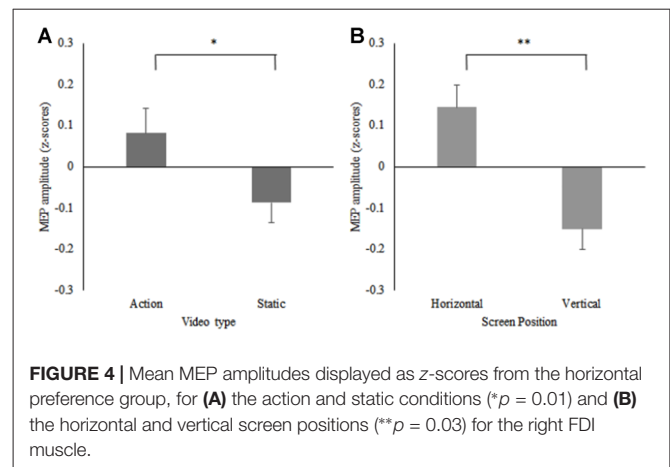 A
B
*
**
0.3
0.2
0.1
0
-0.1
-0.2
-0.3
MEP amplitude (z-scores)
Action Static
Video type
0.3
0.2
0.1
0
-0.1
-0.2
-0.3
MEP amplitude (z-scores)
Horizontal Vertical
Screen Position
FIGURE 4 | Mean MEP amplitudes displayed as z-scores from the horizontal
preference group, for (A) the action and static conditions (*p = 0.01) and (B)
the horizontal and vertical screen positions (**p = 0.03) for the right FDI
muscle.